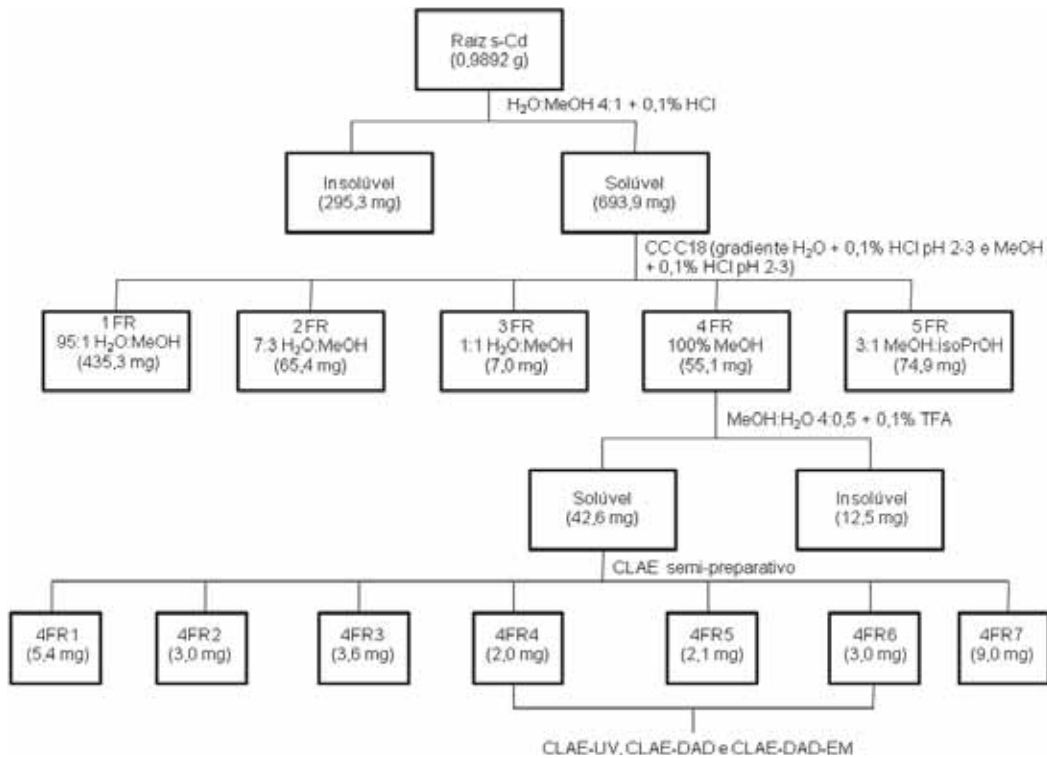 Raiz s-Cd
(0,9892 g)
H₂O:MeOH 4:1 + 0,1% HCl
Insolúvel
(295,3 mg)
Solúvel
(693,9 mg)
CC C18 (gradiente H₂O + 0,1% HCl pH 2-3 e MeOH
+ 0,1% HCl pH 2-3)
1 FR
95:1 H₂O:MeOH
(435,3 mg)
2 FR
7:3 H₂O:MeOH
(65,4 mg)
3 FR
1:1 H₂O:MeOH
(7,0 mg)
4 FR
100% MeOH
(55,1 mg)
5 FR
3:1 MeOH:isoPrOH
(74,9 mg)
MeOH:H₂O 4:0,5 + 0,1% TFA
Solúvel
(42,6 mg)
Insolúvel
(12,5 mg)
CLAE semi-preparativo
4FR1
(5,4 mg)
4FR2
(3,0 mg)
4FR3
(3,6 mg)
4FR4
(2,0 mg)
4FR5
(2,1 mg)
4FR6
(3,0 mg)
4FR7
(9,0 mg)
CLAE-UV, CLAE-DAD e CLAE-DAD-EM